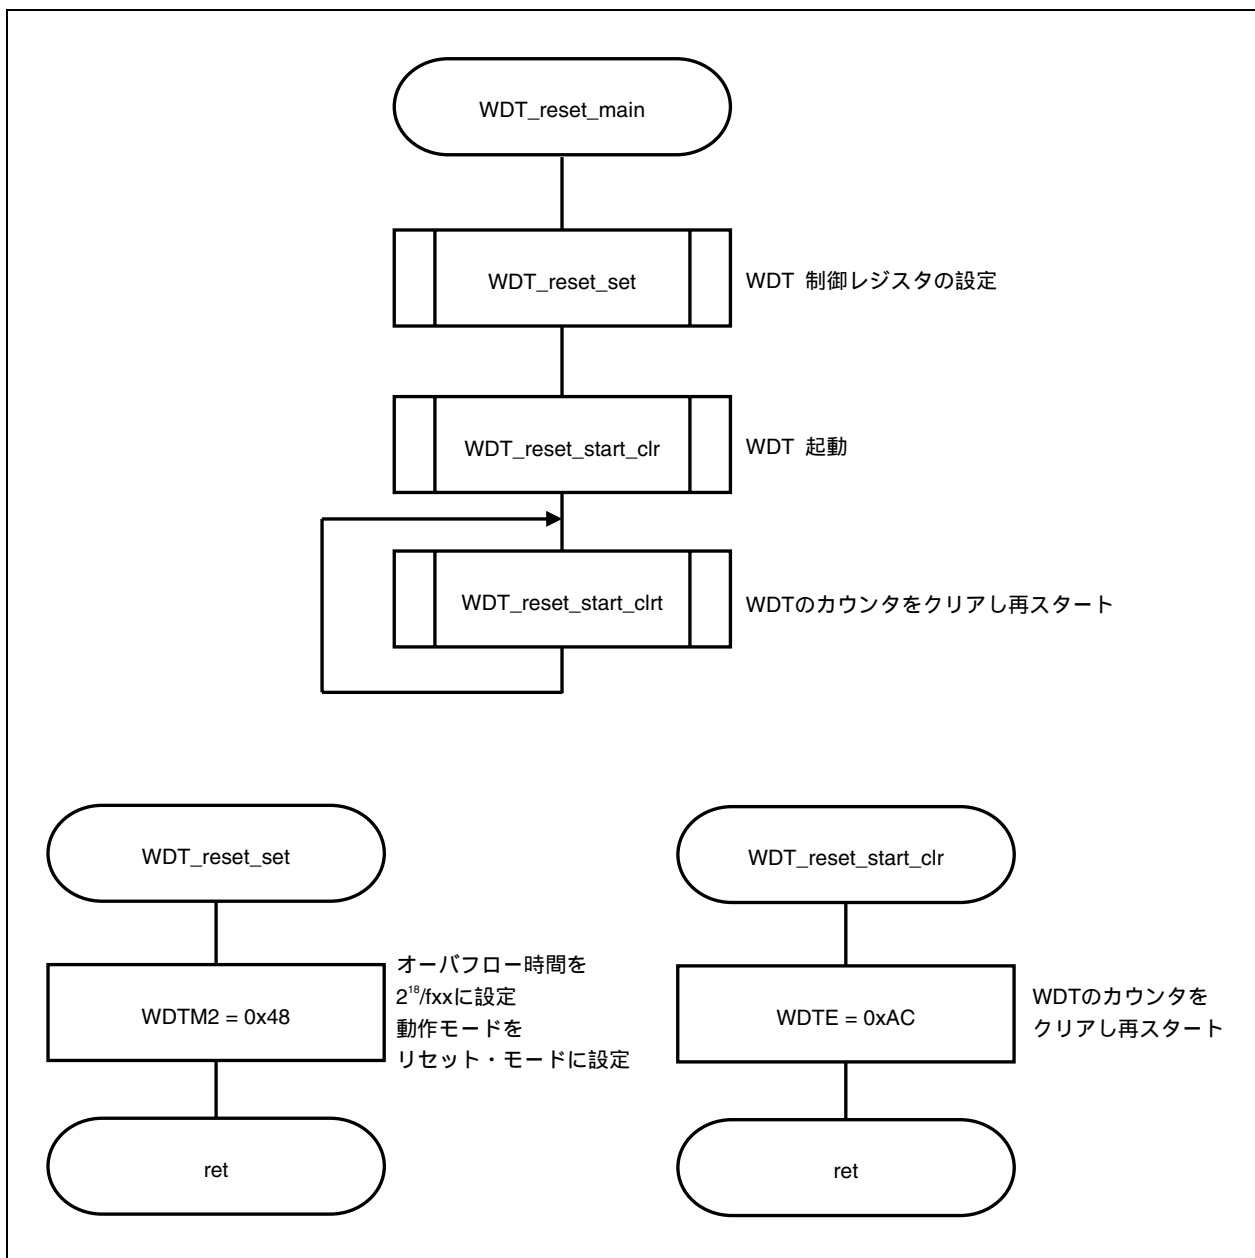 WDT_reset_main
WDT_reset_set
WDT 制御レジスタの設定
WDT_reset_start_clr
WDT 起動
WDT_reset_start_clrt
WDTのカウンタをクリアし再スタート
WDT_reset_set
WDTM2 = 0x48
オーバフロー時間を
2¹⁸/fxxに設定
動作モードを
リセット・モードに設定
ret
WDT_reset_start_clr
WDTE = 0xAC
WDTのカウンタを
クリアし再スタート
ret